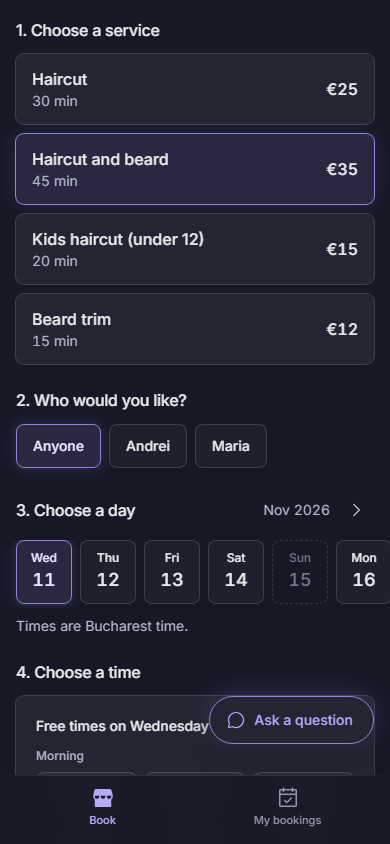 1. Choose a service
Haircut
30 min
€25
Haircut and beard
45 min
€35
Kids haircut (under 12)
20 min
€15
Beard trim
15 min
€12
2. Who would you like?
Anyone
Andrei
Maria
3. Choose a day
Nov 2026
Wed
11
Thu
12
Fri
13
Sat
14
Sun
15
Mon
16
Times are Bucharest time.
4. Choose a time
Free times on Wednesday
Ask a question
Morning
Book
My bookings